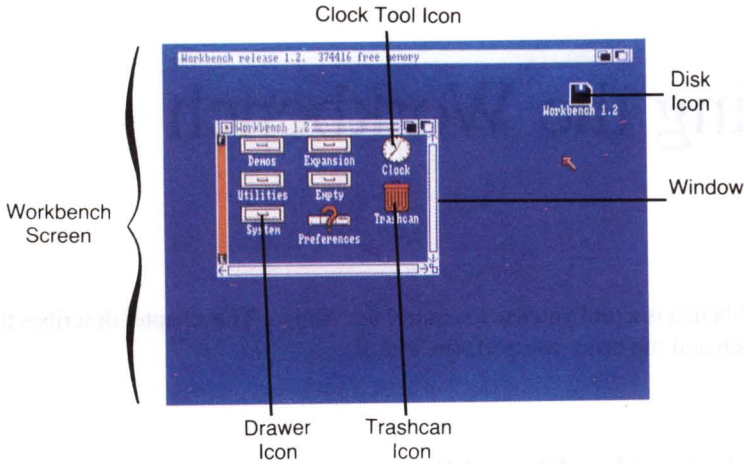 Clock Tool Icon
Workbench release 1.2. 374416 free memory
Disk
Icon
Workbench 1.2
Workbench 1.2
Demos
Expansion
Clock
Window
Utilities
Empty
Trashcan
Workbench
Screen
System
Preferences
Drawer
Icon
Trashcan
Icon